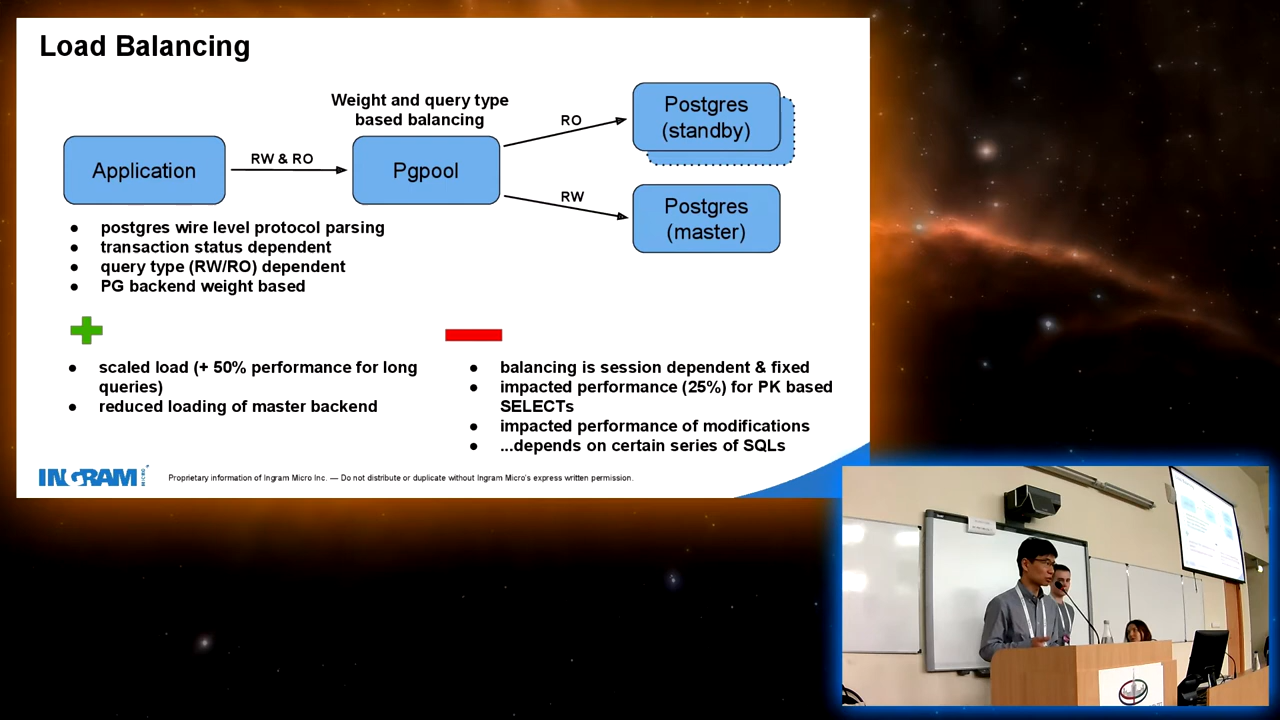 Load Balancing
Weight and query type
based balancing
Application
RW & RO
Pgpool
RO
RW
Postgres
(standby)
Postgres
(master)
● postgres wire level protocol parsing
● transaction status dependent
● query type (RW/RO) dependent
● PG backend weight based
● scaled load (+ 50% performance for long
queries)
● reduced loading of master backend
● balancing is session dependent & fixed
● impacted performance (25%) for PK based
SELECTs
● impacted performance of modifications
● ...depends on certain series of SQLs
INGRAM MICRO
Proprietary information of Ingram Micro Inc. — Do not distribute or duplicate without Ingram Micro's express written permission.